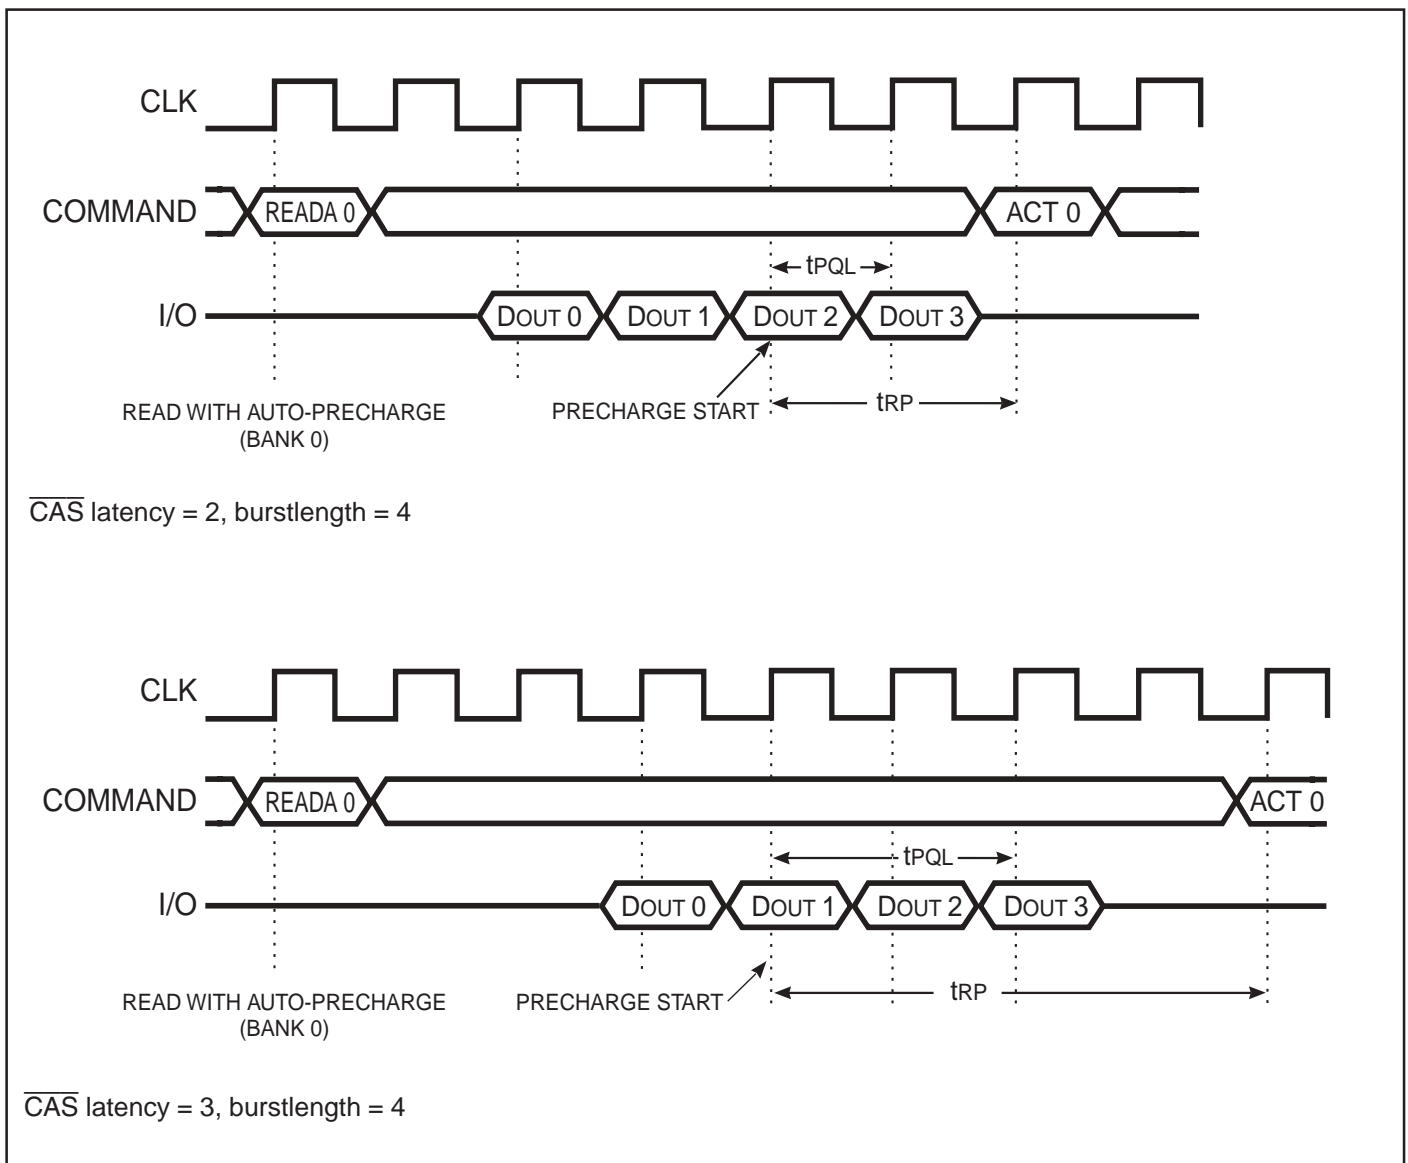 CLK
COMMAND
READA 0
ACT 0
tPQL
I/O
DOUT 0
DOUT 1
DOUT 2
DOUT 3
READ WITH AUTO-PRECHARGE
(BANK 0)
PRECHARGE START
tRP
CAS latency = 2, burstlength = 4
CLK
COMMAND
READA 0
ACT 0
tPQL
I/O
DOUT 0
DOUT 1
DOUT 2
DOUT 3
READ WITH AUTO-PRECHARGE
(BANK 0)
PRECHARGE START
tRP
CAS latency = 3, burstlength = 4